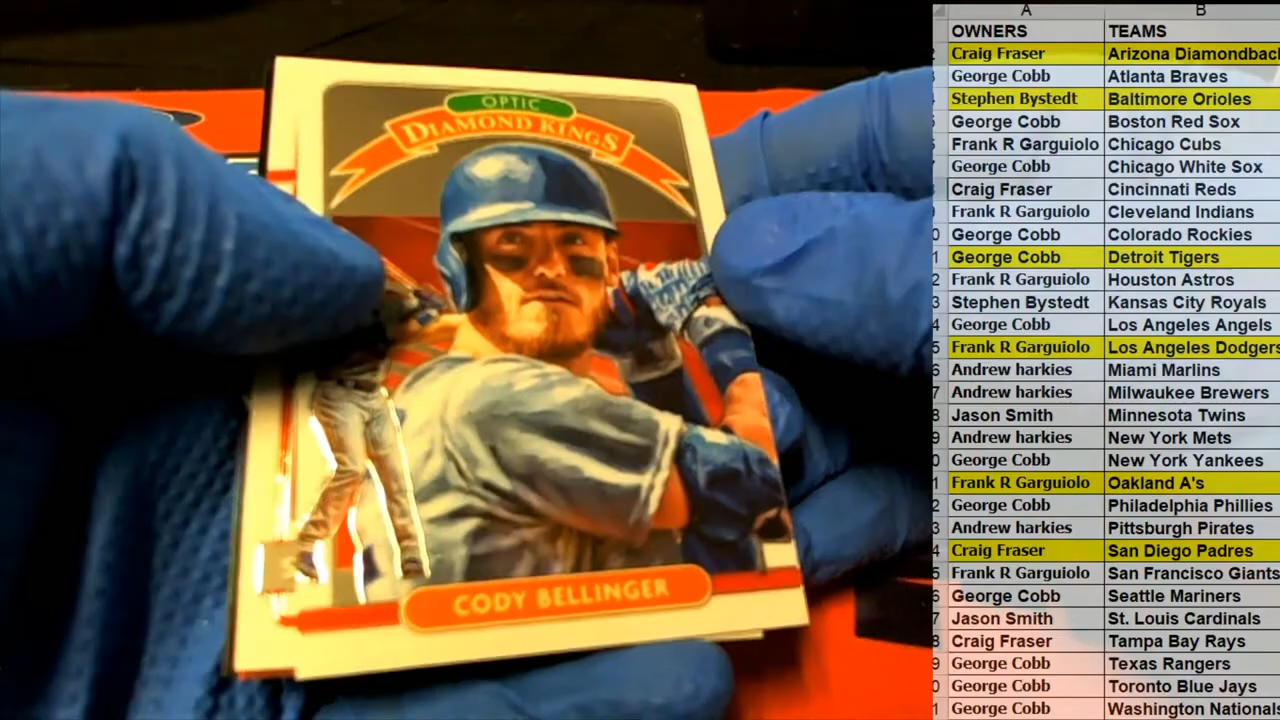 OPTIC
DIAMOND KINGS
CODY BELLINGER
A B
OWNERS TEAMS
Craig Fraser Arizona Diamondbac
George Cobb Atlanta Braves
Stephen Bystedt Baltimore Orioles
George Cobb Boston Red Sox
Frank R Garguiolo Chicago Cubs
George Cobb Chicago White Sox
Craig Fraser Cincinnati Reds
Frank R Garguiolo Cleveland Indians
George Cobb Colorado Rockies
George Cobb Detroit Tigers
Frank R Garguiolo Houston Astros
Stephen Bystedt Kansas City Royals
George Cobb Los Angeles Angels
Frank R Garguiolo Los Angeles Dodgers
Andrew harkies Miami Marlins
Andrew harkies Milwaukee Brewers
Jason Smith Minnesota Twins
Andrew harkies New York Mets
George Cobb New York Yankees
Frank R Garguiolo Oakland A's
George Cobb Philadelphia Phillies
Andrew harkies Pittsburgh Pirates
Craig Fraser San Diego Padres
Frank R Garguiolo San Francisco Giants
George Cobb Seattle Mariners
Jason Smith St. Louis Cardinals
Craig Fraser Tampa Bay Rays
George Cobb Texas Rangers
George Cobb Toronto Blue Jays
George Cobb Washington Nationals